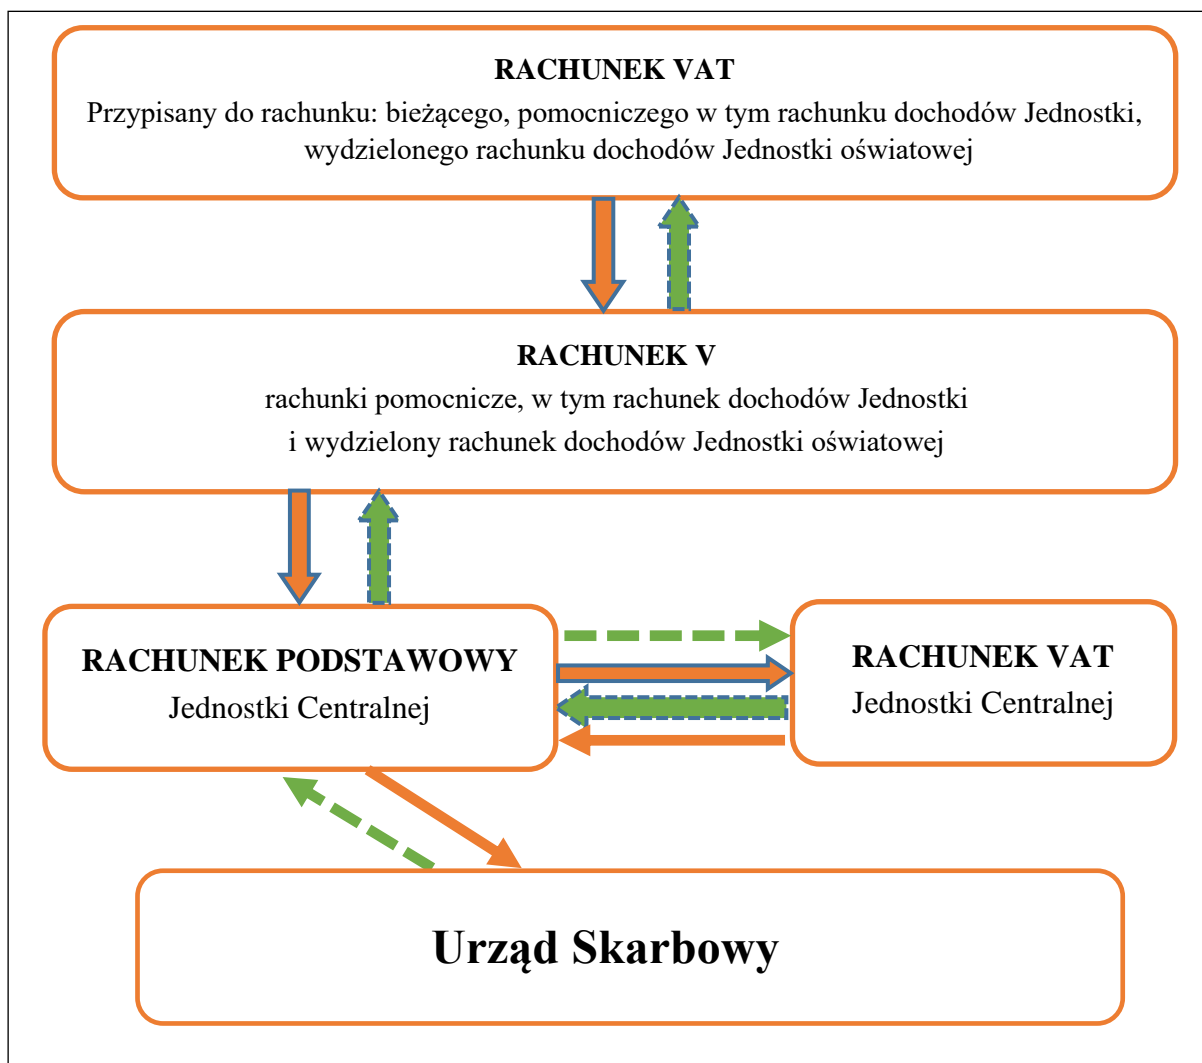 RACHUNEK VAT
Przypisany do rachunku: bieżącego, pomocniczego w tym rachunku dochodów Jednostki,
wydzielonego rachunku dochodów Jednostki oświatowej
RACHUNEK V
rachunki pomocnicze, w tym rachunek dochodów Jednostki
i wydzielony rachunek dochodów Jednostki oświatowej
RACHUNEK PODSTAWOWY
Jednostki Centralnej
RACHUNEK VAT
Jednostki Centralnej
Urząd Skarbowy